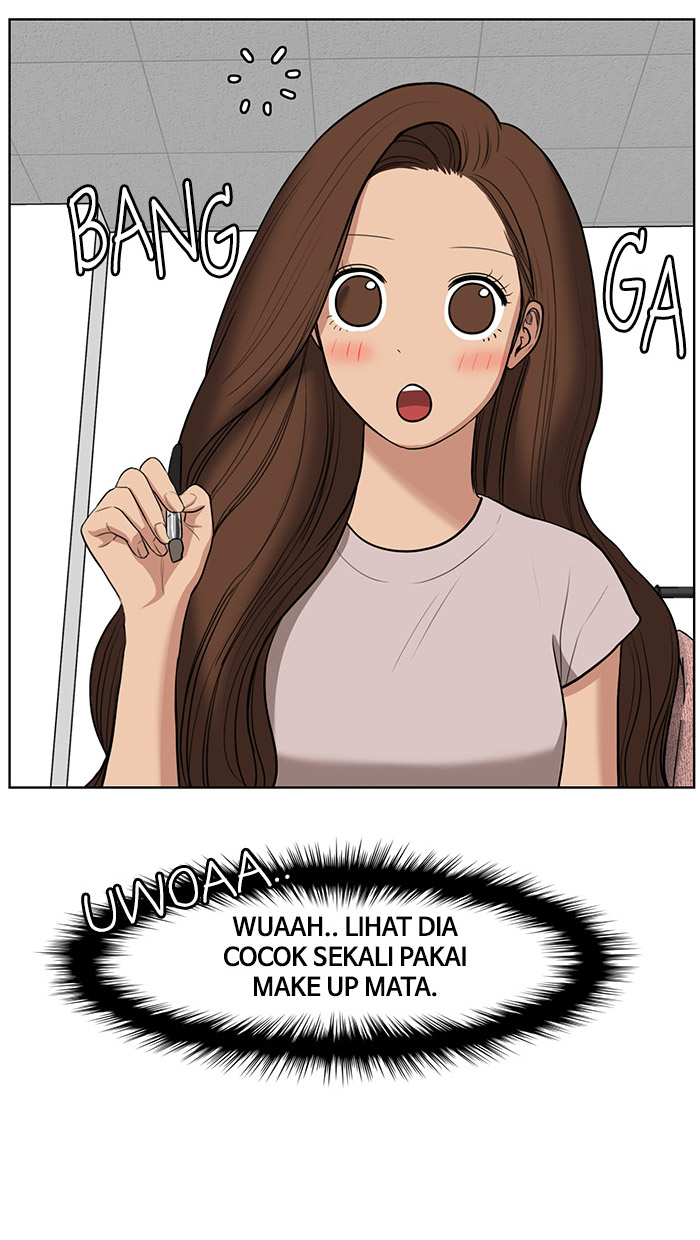 BANG
GA
UWOAA..
WUAAH.. LIHAT DIA
COCOK SEKALI PAKAI
MAKE UP MATA.